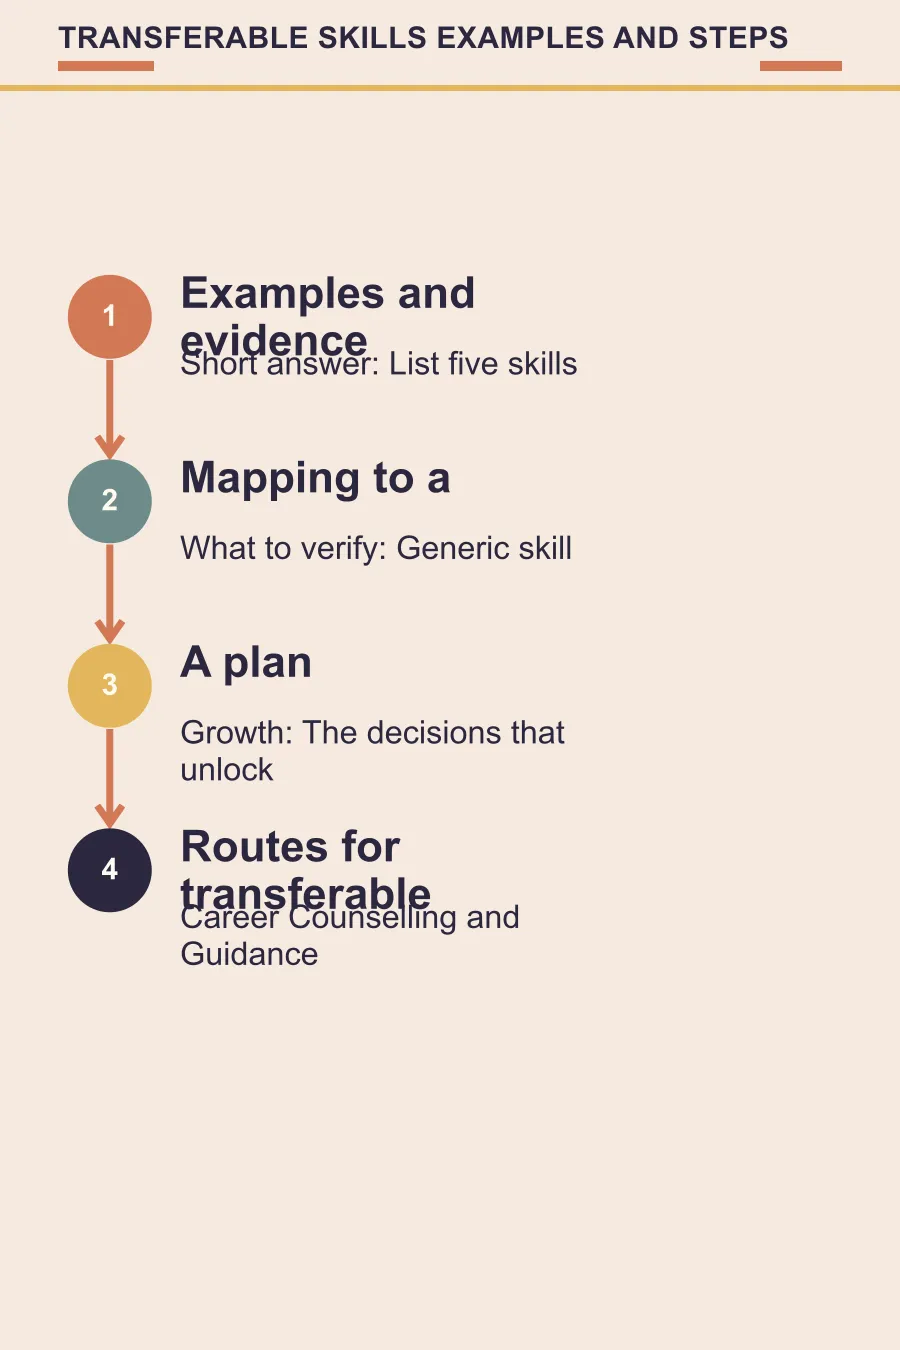 TRANSFERABLE SKILLS EXAMPLES AND STEPS
1
Examples and
evidence
Short answer: List five skills
2
Mapping to a
What to verify: Generic skill
3
A plan
Growth: The decisions that
unlock
4
Routes for
transferable
Career Counselling and
Guidance